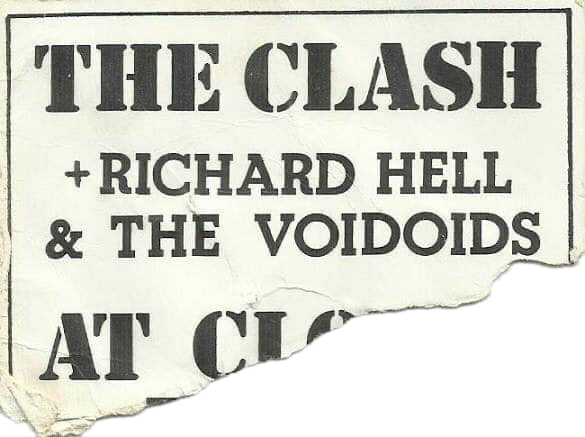 THE CLASH
+ RICHARD HELL
& THE VOIDOIDS
AT